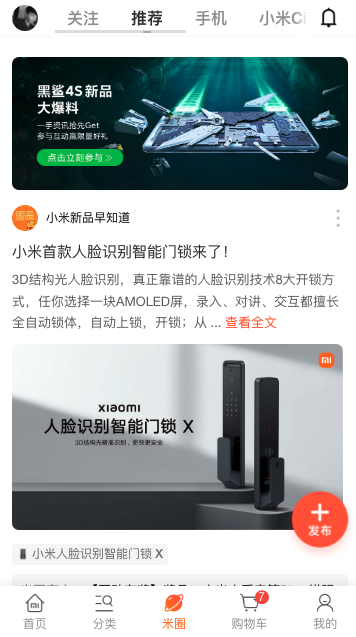 关注 推荐 手机 小米Ci
黑鲨4S新品
大爆料
一手资讯抢先Get
参与互动赢限量好礼
点击立刻参与
小米新品早知道
小米首款人脸识别智能门锁来了!
3D结构光人脸识别，真正靠谱的人脸识别技术8大开锁方
式，任你选择一块AMOLED屏，录入、对讲、交互都擅长
全自动锁体，自动上锁，开锁；从 ... 查看全文
xiaomi
人脸识别智能门锁 X
3D结构光精准识别，更快便更安全
小米人脸识别智能门锁 X
发布
7
首页 分类 米圈 购物车 我的